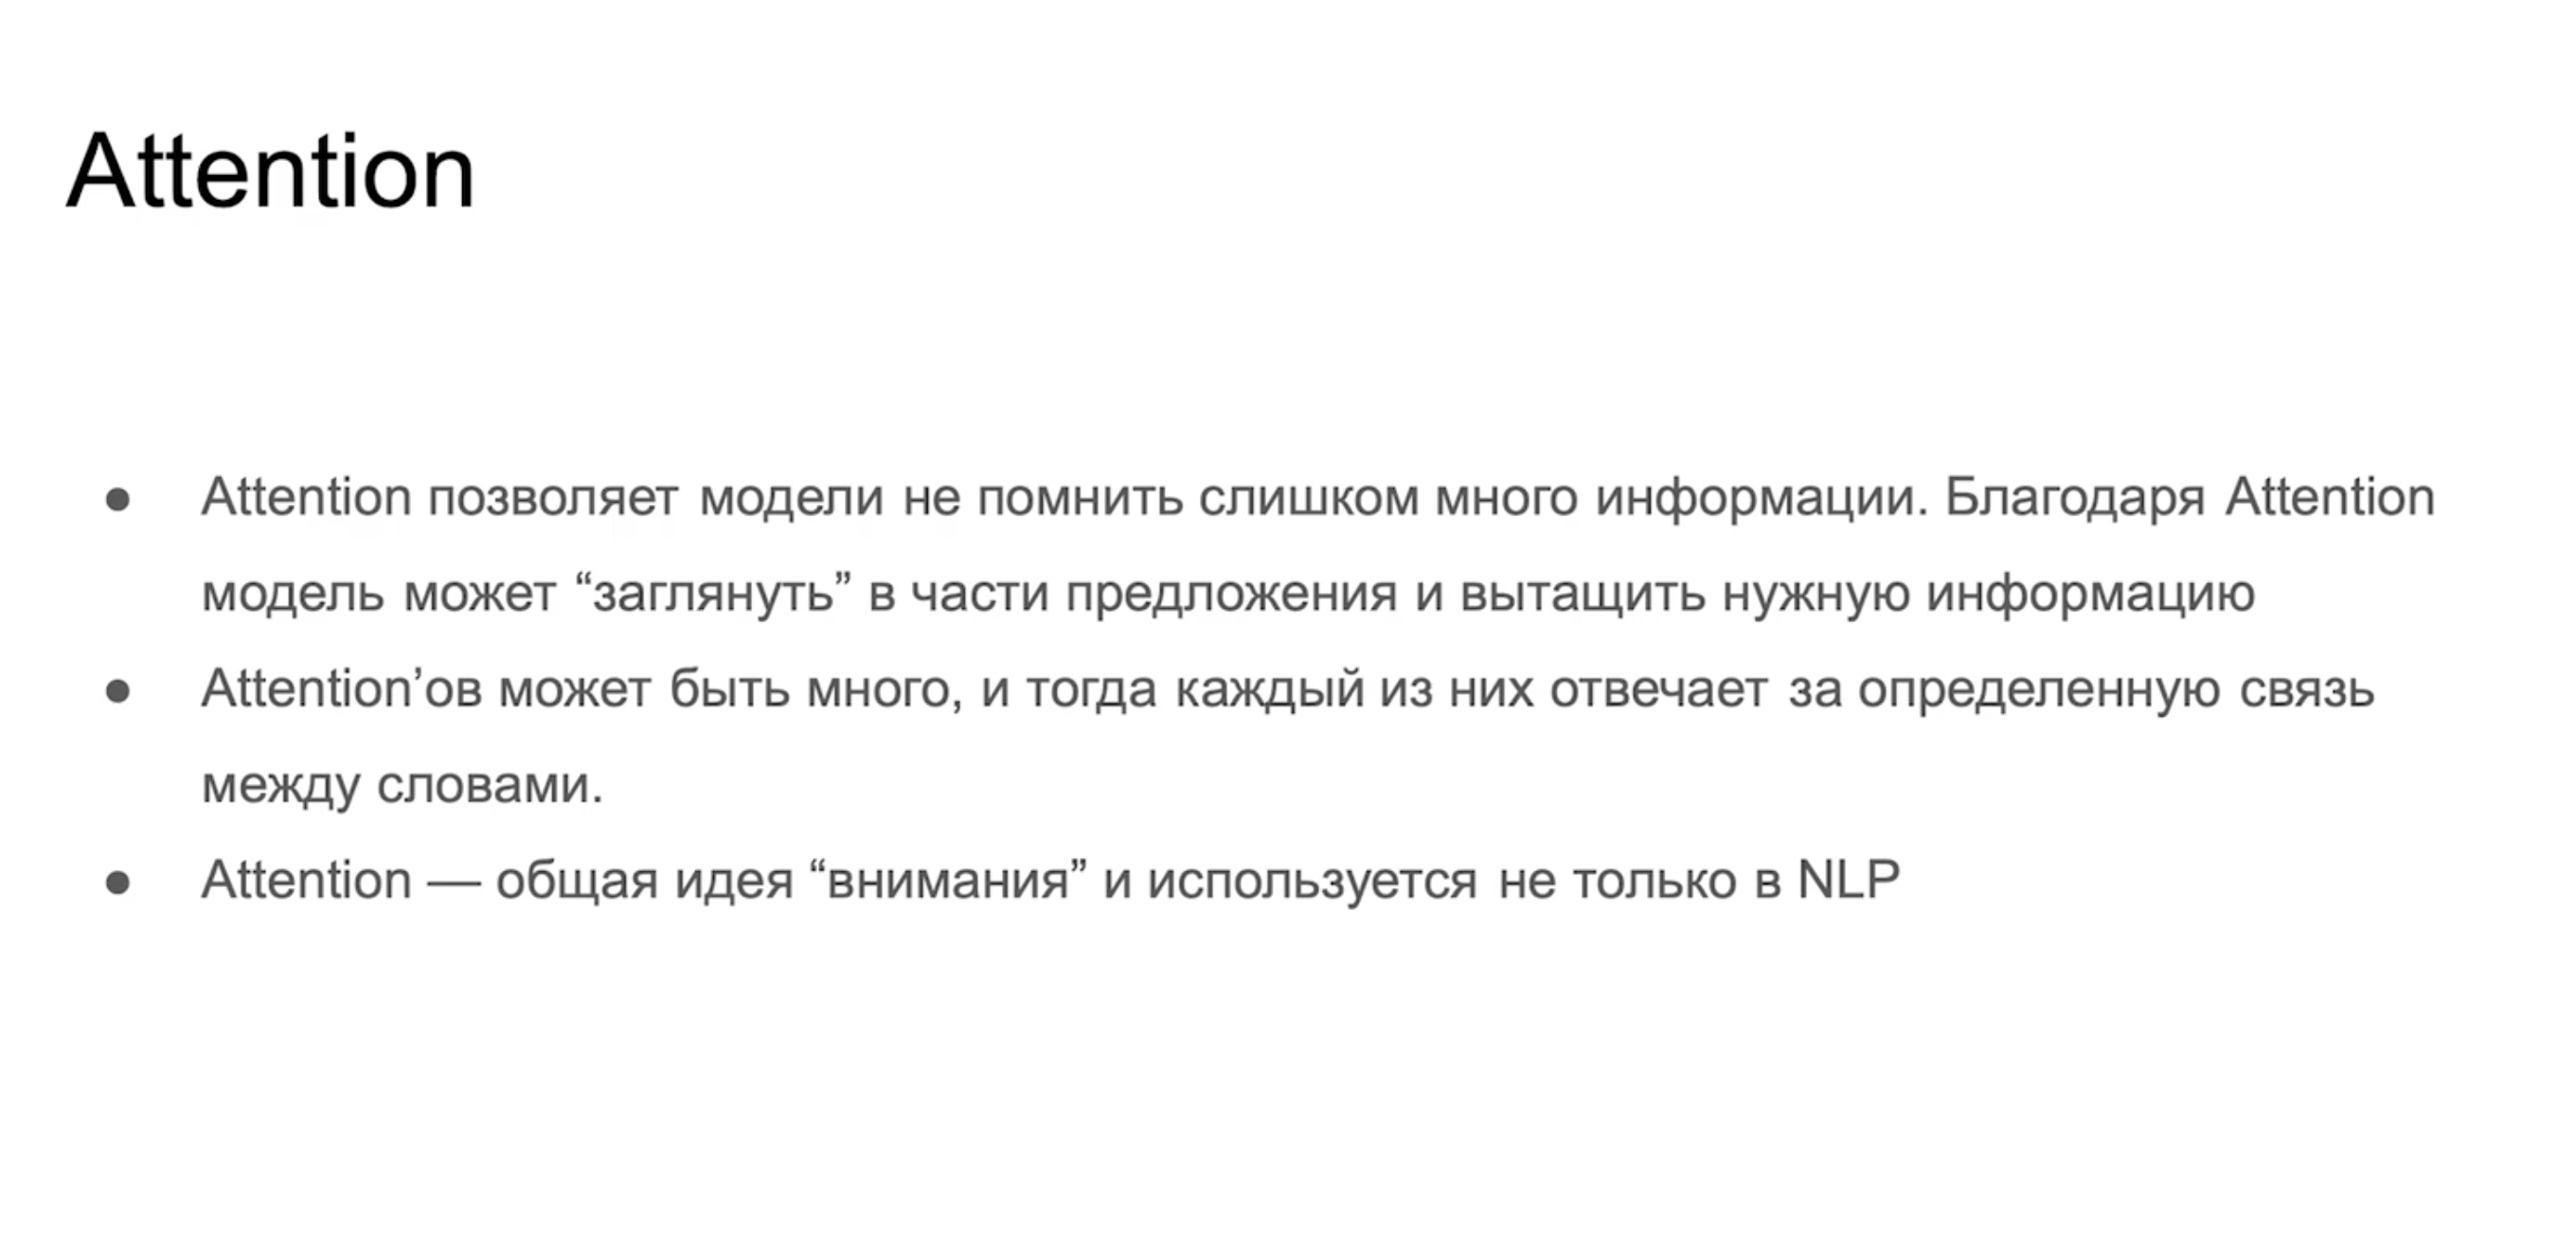 Attention
● Attention позволяет модели не помнить слишком много информации. Благодаря Attention
модель может “заглянуть” в части предложения и вытащить нужную информацию
● Attention’ов может быть много, и тогда каждый из них отвечает за определенную связь
между словами.
● Attention — общая идея “внимания” и используется не только в NLP